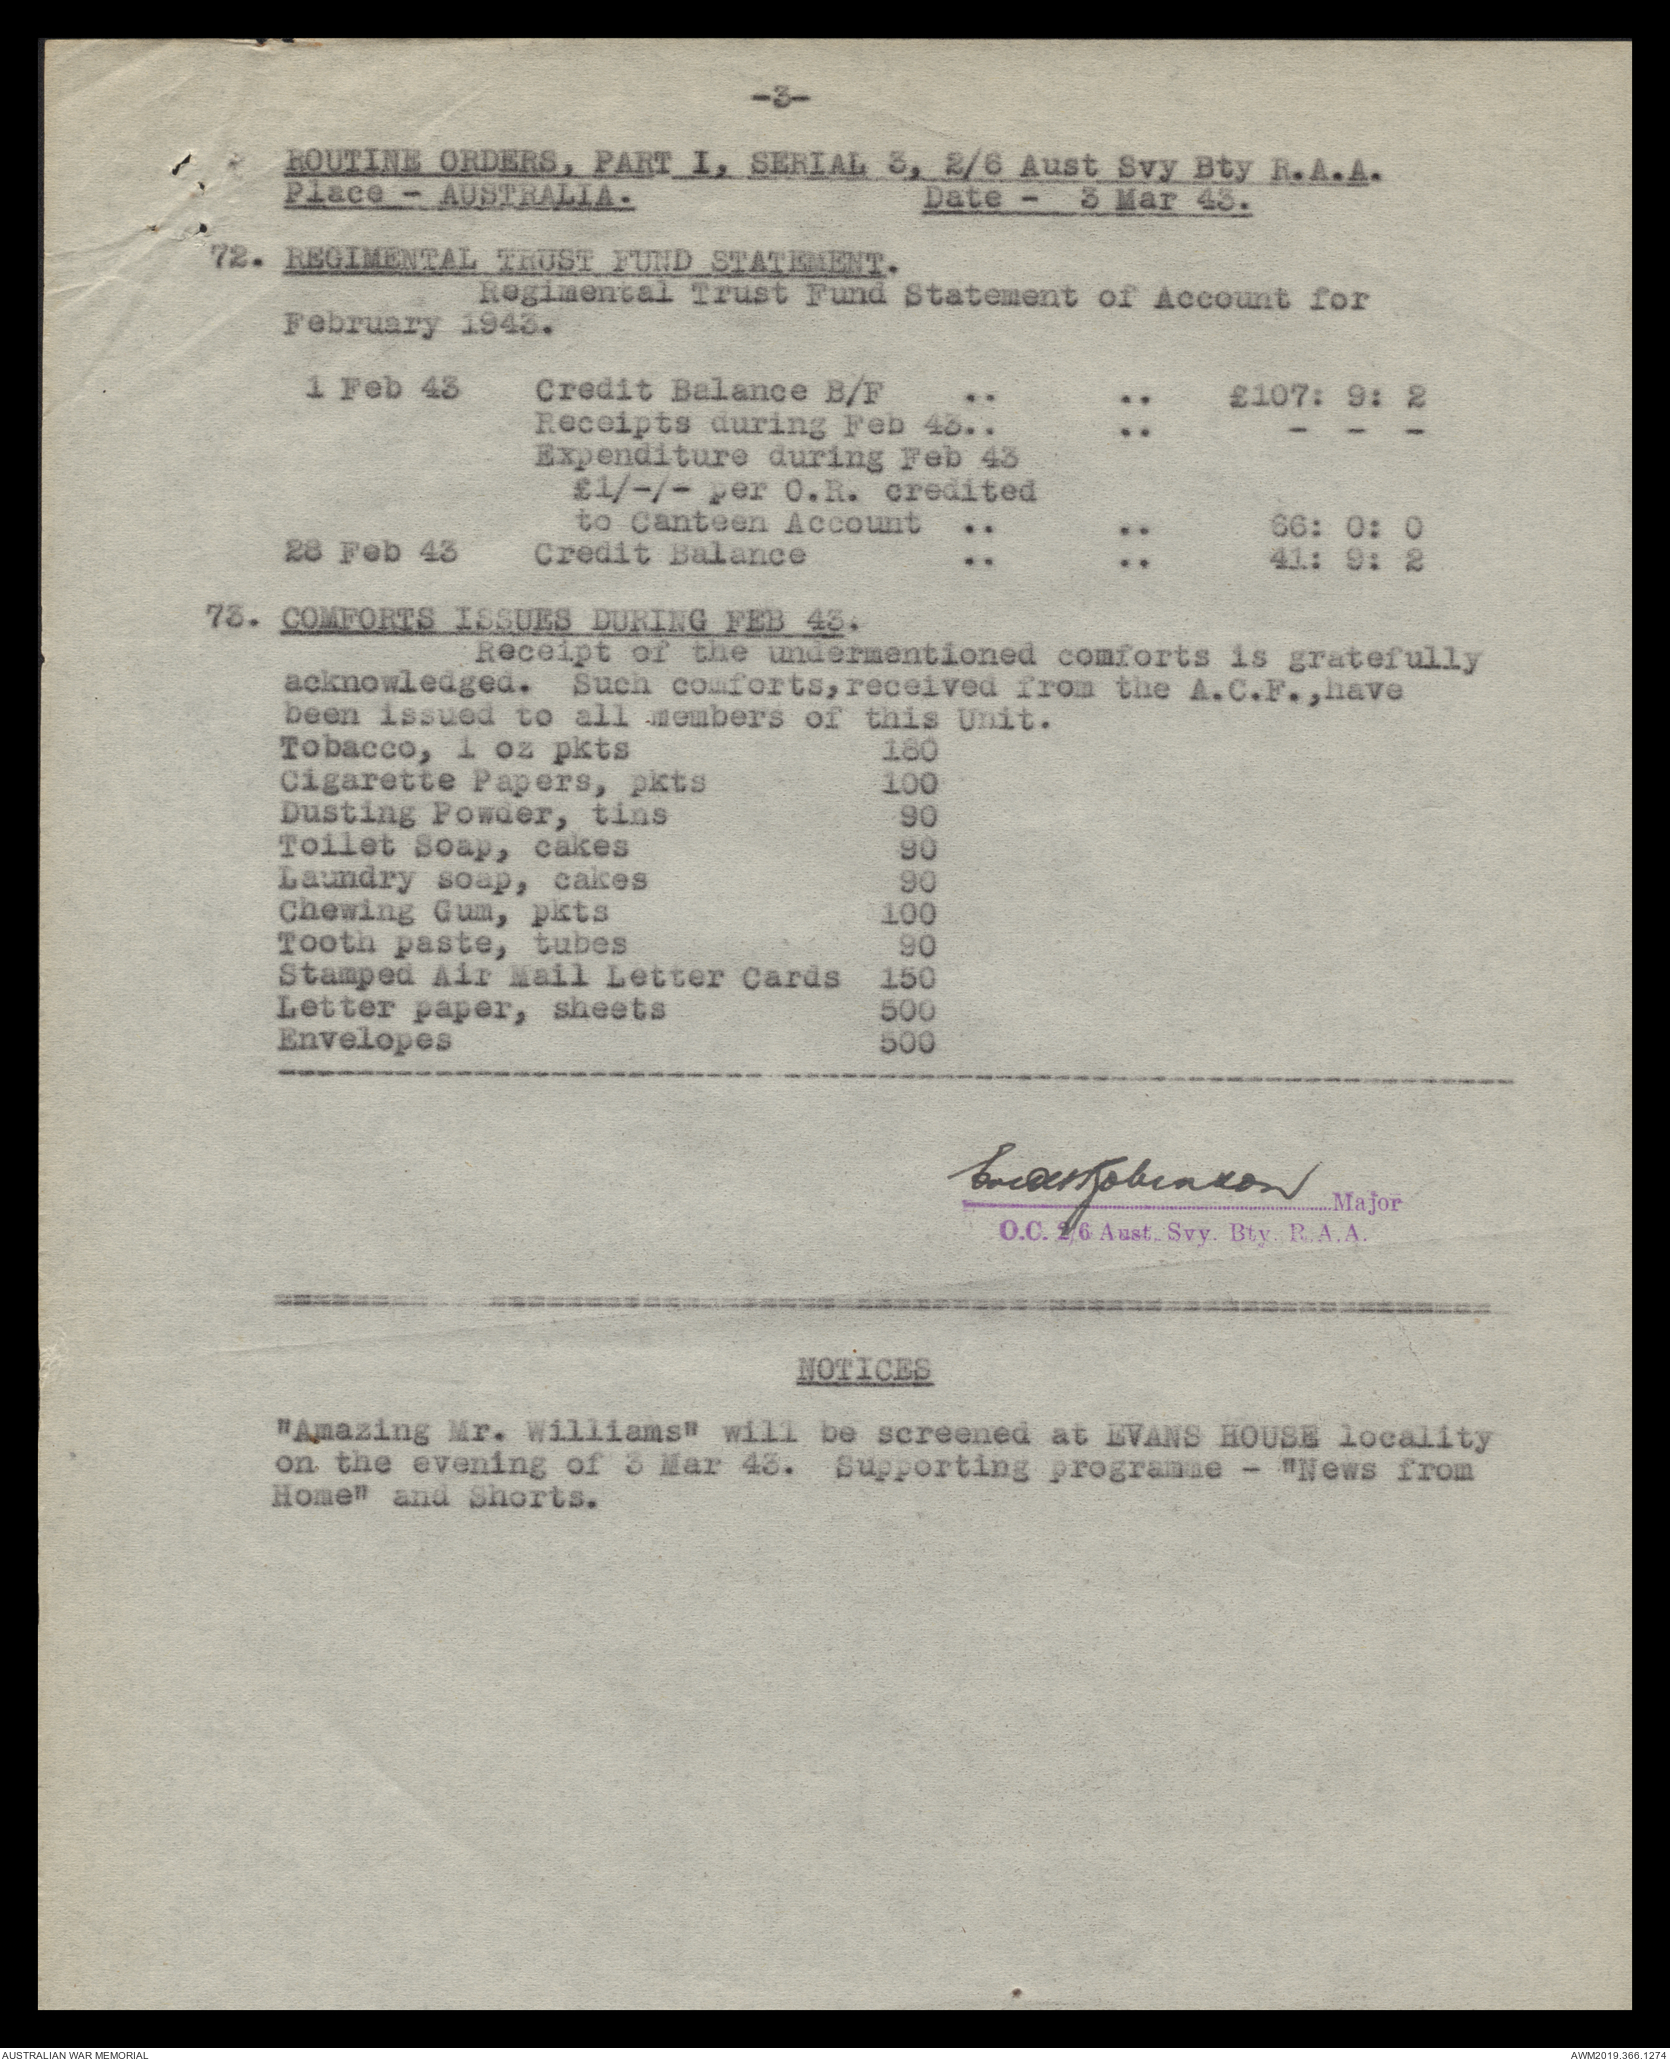 -3-
ROUTINE ORDERS, PART I, SERIAL 3, 2/6 Aust Svy Bty R.A.A.
Place - AUSTRALIA. Date - 3 Mar 43.
72. REGIMENTAL TRUST FUND STATEMENT.
Regimental Trust Fund Statement of Account for
February 1943.
1 Feb 43 Credit Balance B/F .. .. £107: 9: 2
Receipts during Feb 43.. .. - - -
Expenditure during Feb 43
£1/-/- per O.R. credited
to Canteen Account .. .. 66: 0: 0
28 Feb 43 Credit Balance .. .. 41: 9: 2
73. COMFORTS ISSUES DURING FEB 43.
Receipt of the undermentioned comforts is gratefully
acknowledged. Such comforts,received from the A.C.F.,have
been issued to all members of this Unit.
Tobacco, 1 oz pkts 180
Cigarette Papers, pkts 100
Dusting Powder, tins 90
Toilet Soap, cakes 90
Laundry soap, cakes 90
Chewing Gum, pkts 100
Tooth paste, tubes 90
Stamped Air Mail Letter Cards 150
Letter paper, sheets 500
Envelopes 500
Robinson Major
O.C. 2/6 Aust. Svy. Bty. R.A.A.
NOTICES
"Amazing Mr. Williams" will be screened at EVANS HOUSE locality
on the evening of 3 Mar 43. Supporting programme - "News from
Home" and Shorts.
AUSTRALIAN WAR MEMORIAL AWM2019.366.1274